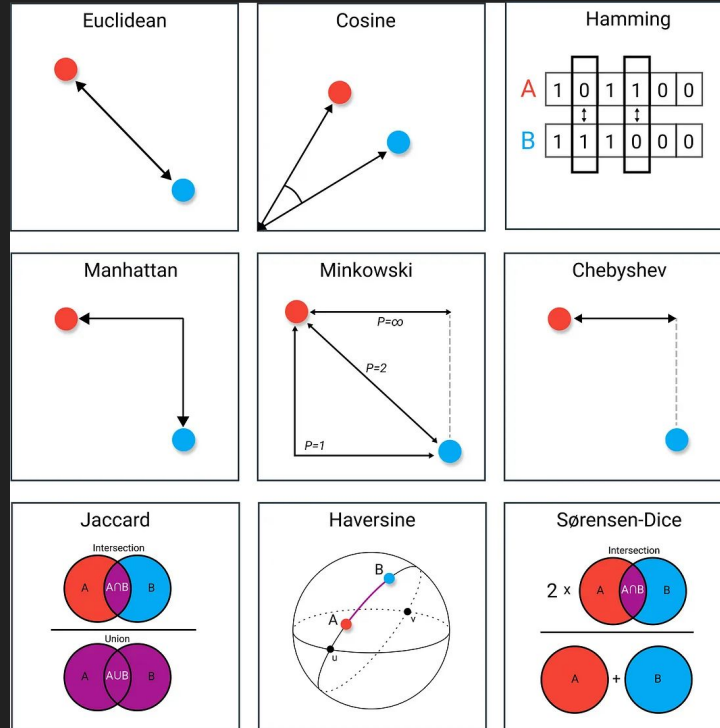 Euclidean
Cosine
Hamming
A 1 0 1 1 0 0
B 1 1 1 0 0 0
Manhattan
Minkowski
P=∞
P=2
P=1
Chebyshev
Jaccard
Intersection
A A∩B B
Union
A A∪B B
Haversine
B
A
v
u
Sørensen-Dice
Intersection
2 x A A∩B B
A + B